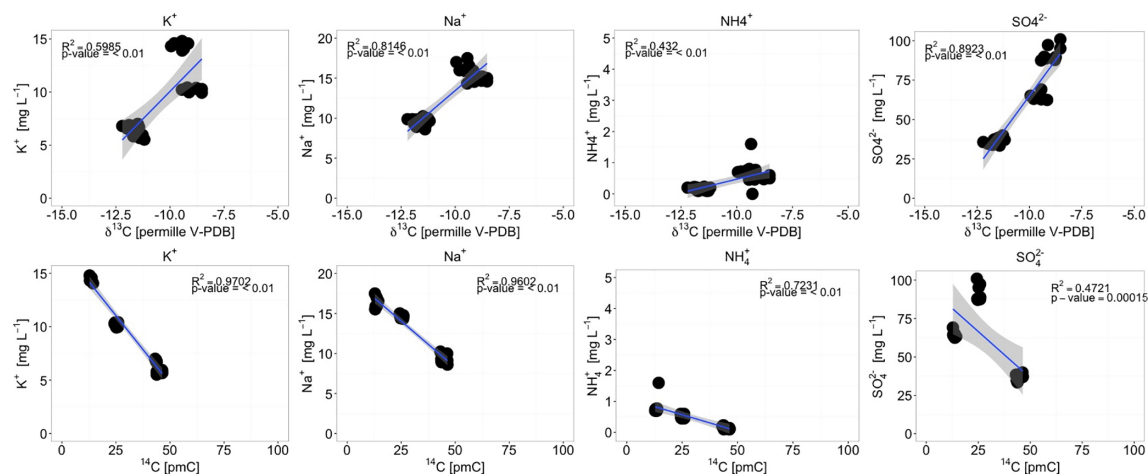 K⁺
R² = 0.5985
p-value = < 0.01
K⁺ [mg L⁻¹]
15
10
5
0
-15.0 -12.5 -10.0 -7.5 -5.0
δ¹³C [permille V-PDB]
Na⁺
R² = 0.8146
p-value = < 0.01
Na⁺ [mg L⁻¹]
20
15
10
5
0
-15.0 -12.5 -10.0 -7.5 -5.0
δ¹³C [permille V-PDB]
NH4⁺
R² = 0.432
p-value = < 0.01
NH4⁺ [mg L⁻¹]
5
4
3
2
1
0
-15.0 -12.5 -10.0 -7.5 -5.0
δ¹³C [permille V-PDB]
SO4²⁻
R² = 0.8923
p-value = < 0.01
SO4²⁻ [mg L⁻¹]
100
75
50
25
0
-15.0 -12.5 -10.0 -7.5 -5.0
δ¹³C [permille V-PDB]
K⁺
R² = 0.9702
p-value = < 0.01
K⁺ [mg L⁻¹]
15
10
5
0
0 25 50 75 100
¹⁴C [pmC]
Na⁺
R² = 0.9602
p-value = < 0.01
Na⁺ [mg L⁻¹]
20
15
10
5
0
0 25 50 75 100
¹⁴C [pmC]
NH₄⁺
R² = 0.7231
p-value = < 0.01
NH₄⁺ [mg L⁻¹]
5
4
3
2
1
0
0 25 50 75 100
¹⁴C [pmC]
SO₄²⁻
R² = 0.4721
p − value = 0.00015
SO₄²⁻ [mg L⁻¹]
100
75
50
25
0
0 25 50 75 100
¹⁴C [pmC]